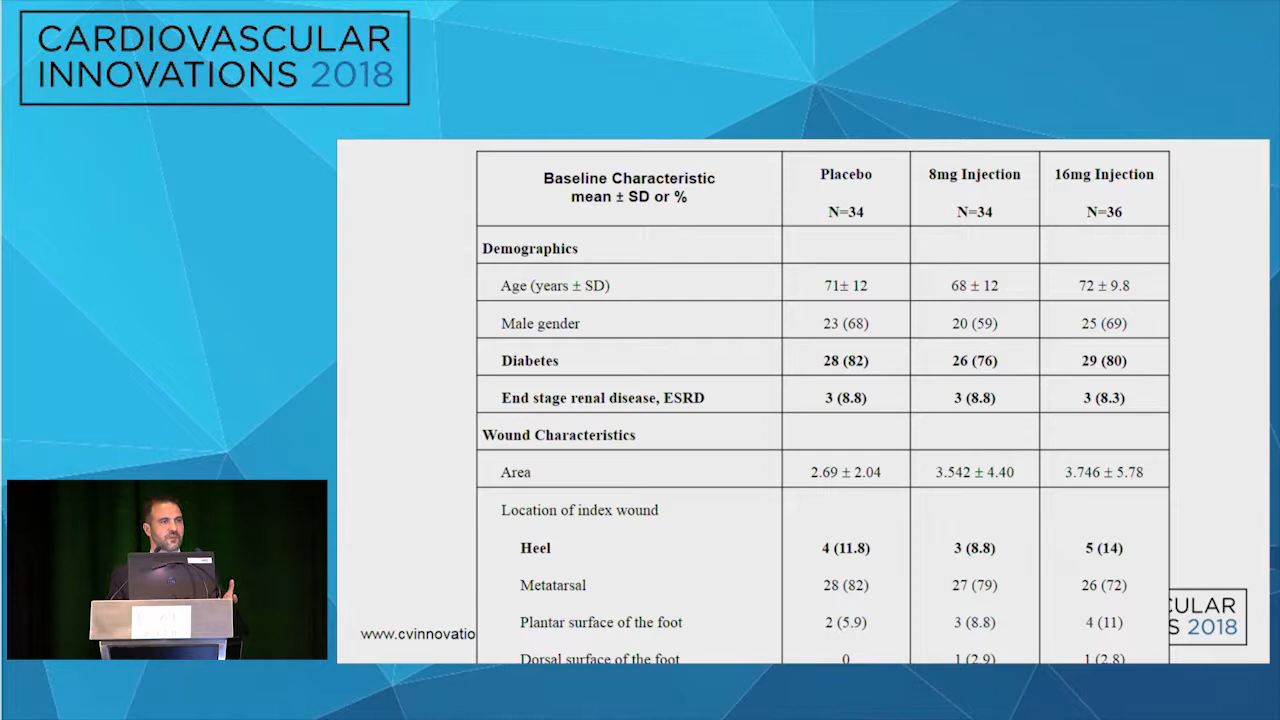 CARDIOVASCULAR
INNOVATIONS 2018
Baseline Characteristic
mean ± SD or %
Placebo
N=34
8mg Injection
N=34
16mg Injection
N=36
Demographics
Age (years ± SD) 71± 12 68 ± 12 72 ± 9.8
Male gender 23 (68) 20 (59) 25 (69)
Diabetes 28 (82) 26 (76) 29 (80)
End stage renal disease, ESRD 3 (8.8) 3 (8.8) 3 (8.3)
Wound Characteristics
Area 2.69 ± 2.04 3.542 ± 4.40 3.746 ± 5.78
Location of index wound
Heel 4 (11.8) 3 (8.8) 5 (14)
Metatarsal 28 (82) 27 (79) 26 (72)
Plantar surface of the foot 2 (5.9) 3 (8.8) 4 (11)
Dorsal surface of the foot 0 1 (2.9) 1 (2.8)
www.cvinnovatio
CULAR
S 2018